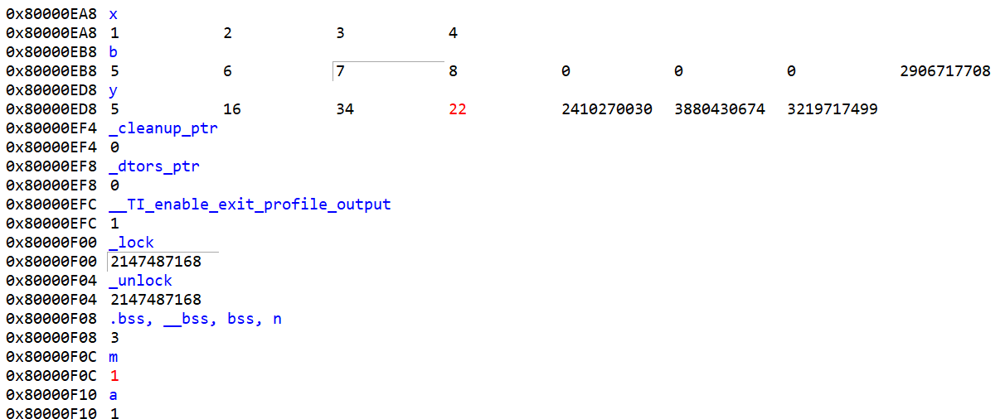 0x80000EA8 x
0x80000EA8 1 2 3 4
0x80000EB8 b
0x80000EB8 5 6 7 8 0 0 0 2906717708
0x80000ED8 y
0x80000ED8 5 16 34 22 2410270030 3880430674 3219717499
0x80000EF4 _cleanup_ptr
0x80000EF4 0
0x80000EF8 _dtors_ptr
0x80000EF8 0
0x80000EFC __TI_enable_exit_profile_output
0x80000EFC 1
0x80000F00 _lock
0x80000F00 2147487168
0x80000F04 _unlock
0x80000F04 2147487168
0x80000F08 .bss, __bss, bss, n
0x80000F08 3
0x80000F0C m
0x80000F0C 1
0x80000F10 a
0x80000F10 1